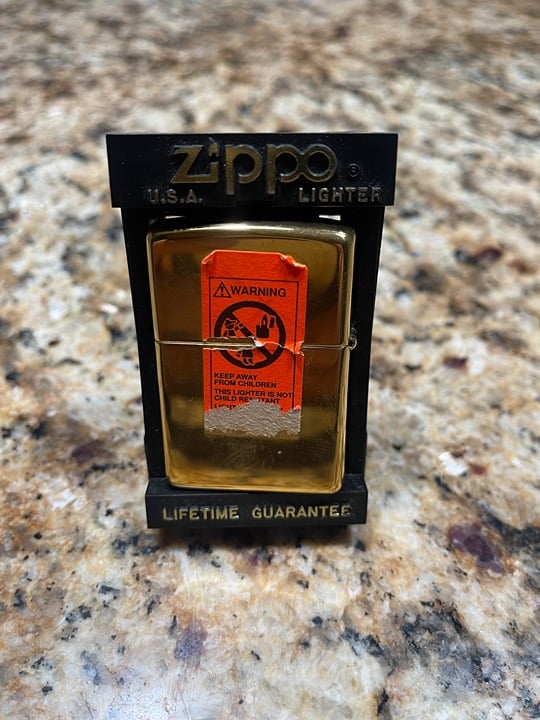 Zippo ®
U.S.A. LIGHTER
⚠WARNING
KEEP AWAY
FROM CHILDREN
THIS LIGHTER IS NOT
CHILD RESISTANT
LIFETIME GUARANTEE